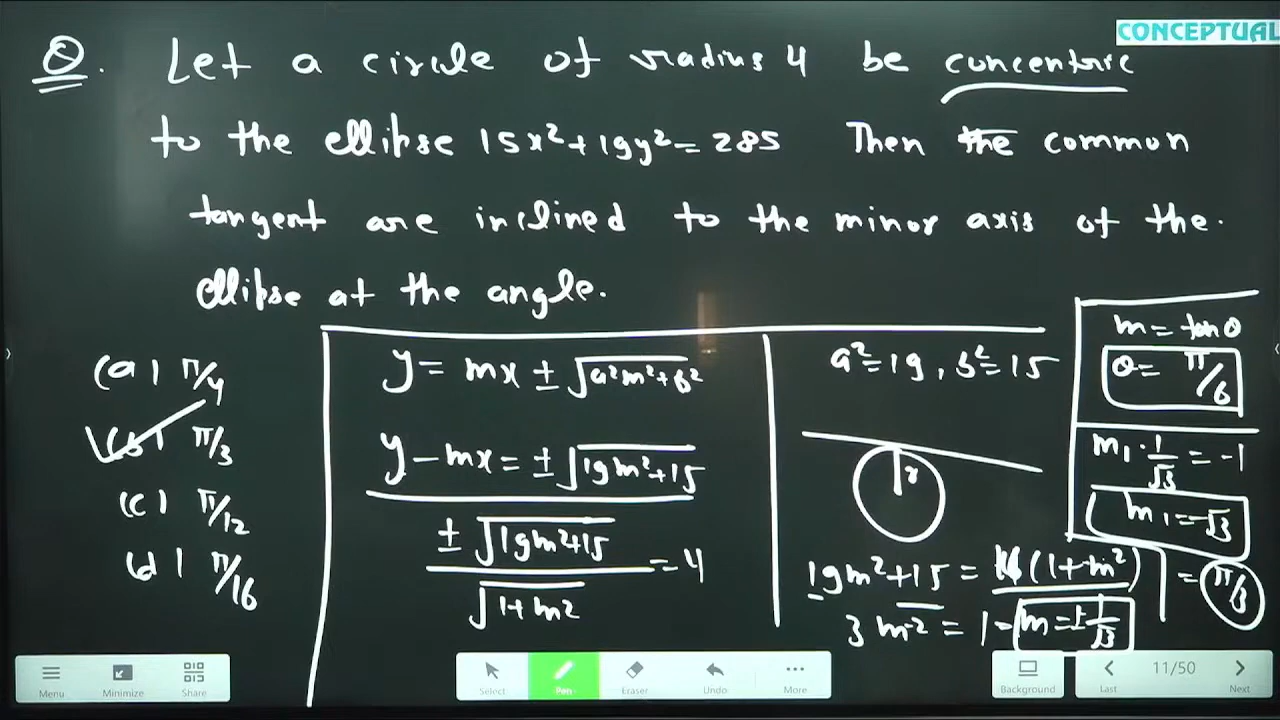 CONCEPTUAL
Q. Let a circle of radius 4 be concentric
to the ellipse 15x²+19y²=285 Then the common
tangent are inclined to the minor axis of the.
ellipse at the angle.
(a) π/4
(b) π/3
(c) π/12
(d) π/16
y = mx ± √a²m²+b²
y-mx = ± √19m²+15
± √19m²+15
√1+m²
=4
a²=19, b²=15
r
19m²+15 = 16(1+m²)
3m² = 1 = m=±1/√3
m = tanθ
θ = π/6
m₁·1/√3 = -1
m₁=-√3
= π/3
Menu
Minimize
Share
Select
Pen
Eraser
Undo
More
Background
Last
11/50
Next